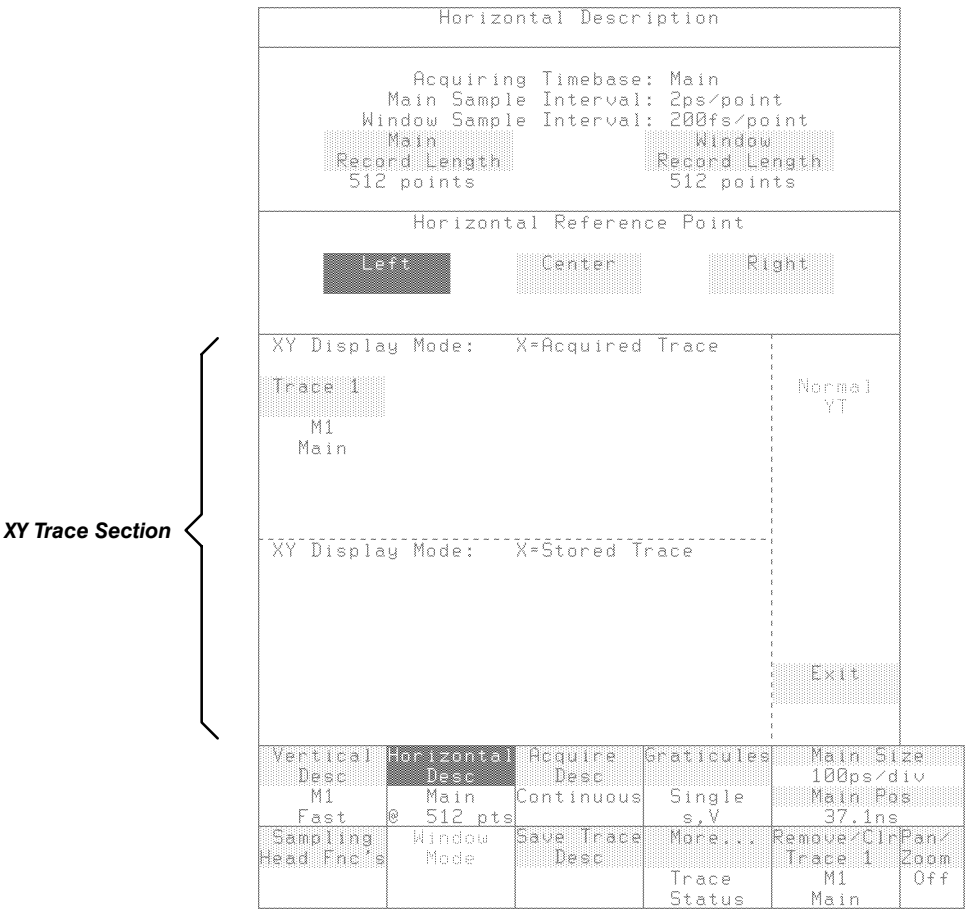 Horizontal Description
Acquiring Timebase: Main
Main Sample Interval: 2ps/point
Window Sample Interval: 200fs/point
Main Window
Record Length Record Length
512 points 512 points
Horizontal Reference Point
Left Center Right
XY Display Mode: X=Acquired Trace
Trace 1 Normal
YT
M1
Main
XY Trace Section
XY Display Mode: X=Stored Trace
Exit
Vertical Horizontal Acquire Graticules Main Size
Desc Desc Desc 100ps/div
M1 Main Continuous Single Main Pos
Fast @ 512 pts s,V 37.1ns
Sampling Window Save Trace More... Remove/Clr Pan/
Head Fnc's Mode Desc Trace 1 Zoom
Trace M1 Off
Status Main